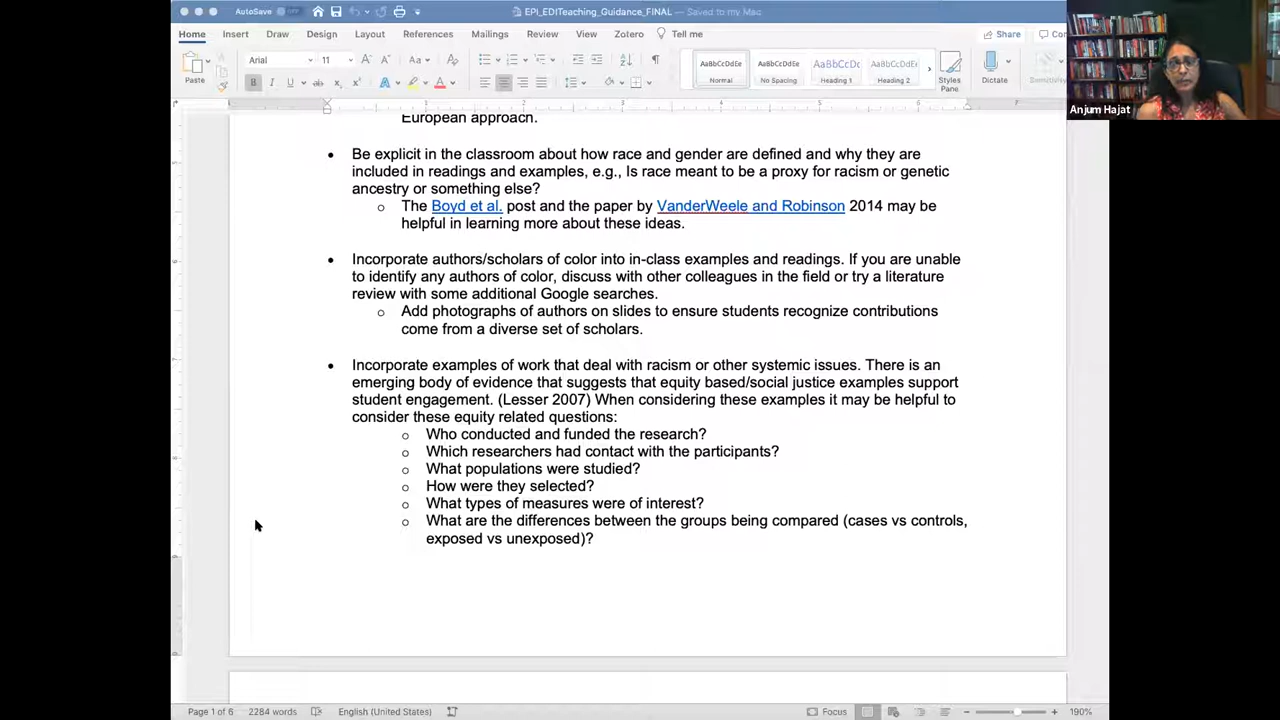 AutoSave OFF EPI_EDITeaching_Guidance_FINAL — Saved to my Mac
Home Insert Draw Design Layout References Mailings Review View Zotero Tell me Share Co
Paste Arial 11 AaBbCcDdEe AaBbCcDdEe AaBbCcDc AaBbCcDdEe
Normal No Spacing Heading 1 Heading 2 Styles Pane Dictate Sensitivity
Anjum Hajat
European approach.
• Be explicit in the classroom about how race and gender are defined and why they are
included in readings and examples, e.g., Is race meant to be a proxy for racism or genetic
ancestry or something else?
o The Boyd et al. post and the paper by VanderWeele and Robinson 2014 may be
helpful in learning more about these ideas.
• Incorporate authors/scholars of color into in-class examples and readings. If you are unable
to identify any authors of color, discuss with other colleagues in the field or try a literature
review with some additional Google searches.
o Add photographs of authors on slides to ensure students recognize contributions
come from a diverse set of scholars.
• Incorporate examples of work that deal with racism or other systemic issues. There is an
emerging body of evidence that suggests that equity based/social justice examples support
student engagement. (Lesser 2007) When considering these examples it may be helpful to
consider these equity related questions:
o Who conducted and funded the research?
o Which researchers had contact with the participants?
o What populations were studied?
o How were they selected?
o What types of measures were of interest?
o What are the differences between the groups being compared (cases vs controls,
exposed vs unexposed)?
Page 1 of 6 2284 words English (United States) Focus 190%